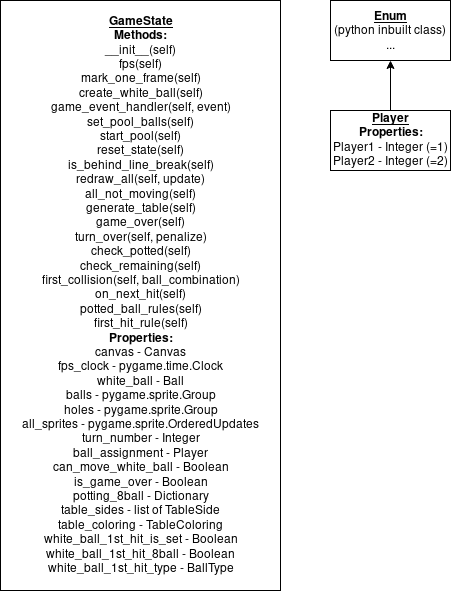 GameState
Methods:
__init__(self)
fps(self)
mark_one_frame(self)
create_white_ball(self)
game_event_handler(self, event)
set_pool_balls(self)
start_pool(self)
reset_state(self)
is_behind_line_break(self)
redraw_all(self, update)
all_not_moving(self)
generate_table(self)
game_over(self)
turn_over(self, penalize)
check_potted(self)
check_remaining(self)
first_collision(self, ball_combination)
on_next_hit(self)
potted_ball_rules(self)
first_hit_rule(self)
Properties:
canvas - Canvas
fps_clock - pygame.time.Clock
white_ball - Ball
balls - pygame.sprite.Group
holes - pygame.sprite.Group
all_sprites - pygame.sprite.OrderedUpdates
turn_number - Integer
ball_assignment - Player
can_move_white_ball - Boolean
is_game_over - Boolean
potting_8ball - Dictionary
table_sides - list of TableSide
table_coloring - TableColoring
white_ball_1st_hit_is_set - Boolean
white_ball_1st_hit_8ball - Boolean
white_ball_1st_hit_type - BallType
Enum
(python inbuilt class)
...
Player
Properties:
Player1 - Integer (=1)
Player2 - Integer (=2)